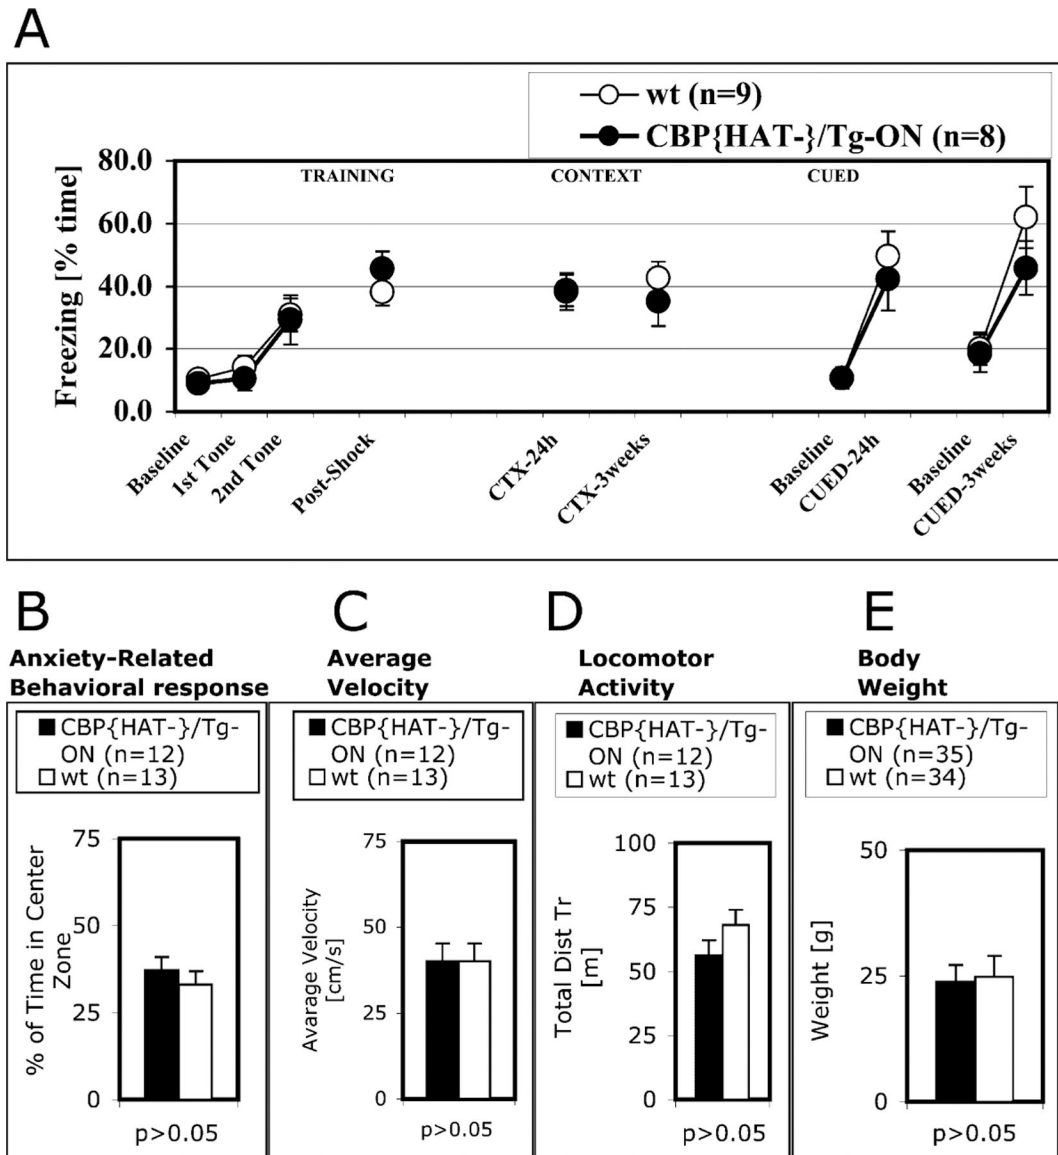 A
wt (n=9)
CBP{HAT-}/Tg-ON (n=8)
80.0
60.0
40.0
20.0
0.0
Freezing [% time]
TRAINING
CONTEXT
CUED
Baseline
1st Tone
2nd Tone
Post-Shock
CTX-24h
CTX-3weeks
Baseline
CUED-24h
Baseline
CUED-3weeks
B
Anxiety-Related
Behavioral response
CBP{HAT-}/Tg-
ON (n=12)
wt (n=13)
75
50
25
0
% of Time in Center
Zone
p>0.05
C
Average
Velocity
CBP{HAT-}/Tg-
ON (n=12)
wt (n=13)
75
50
25
0
Avarage Velocity
[cm/s]
p>0.05
D
Locomotor
Activity
CBP{HAT-}/Tg-
ON (n=12)
wt (n=13)
100
75
50
25
0
Total Dist Tr
[m]
p>0.05
E
Body
Weight
CBP{HAT-}/Tg-
ON (n=35)
wt (n=34)
50
25
0
Weight [g]
p>0.05